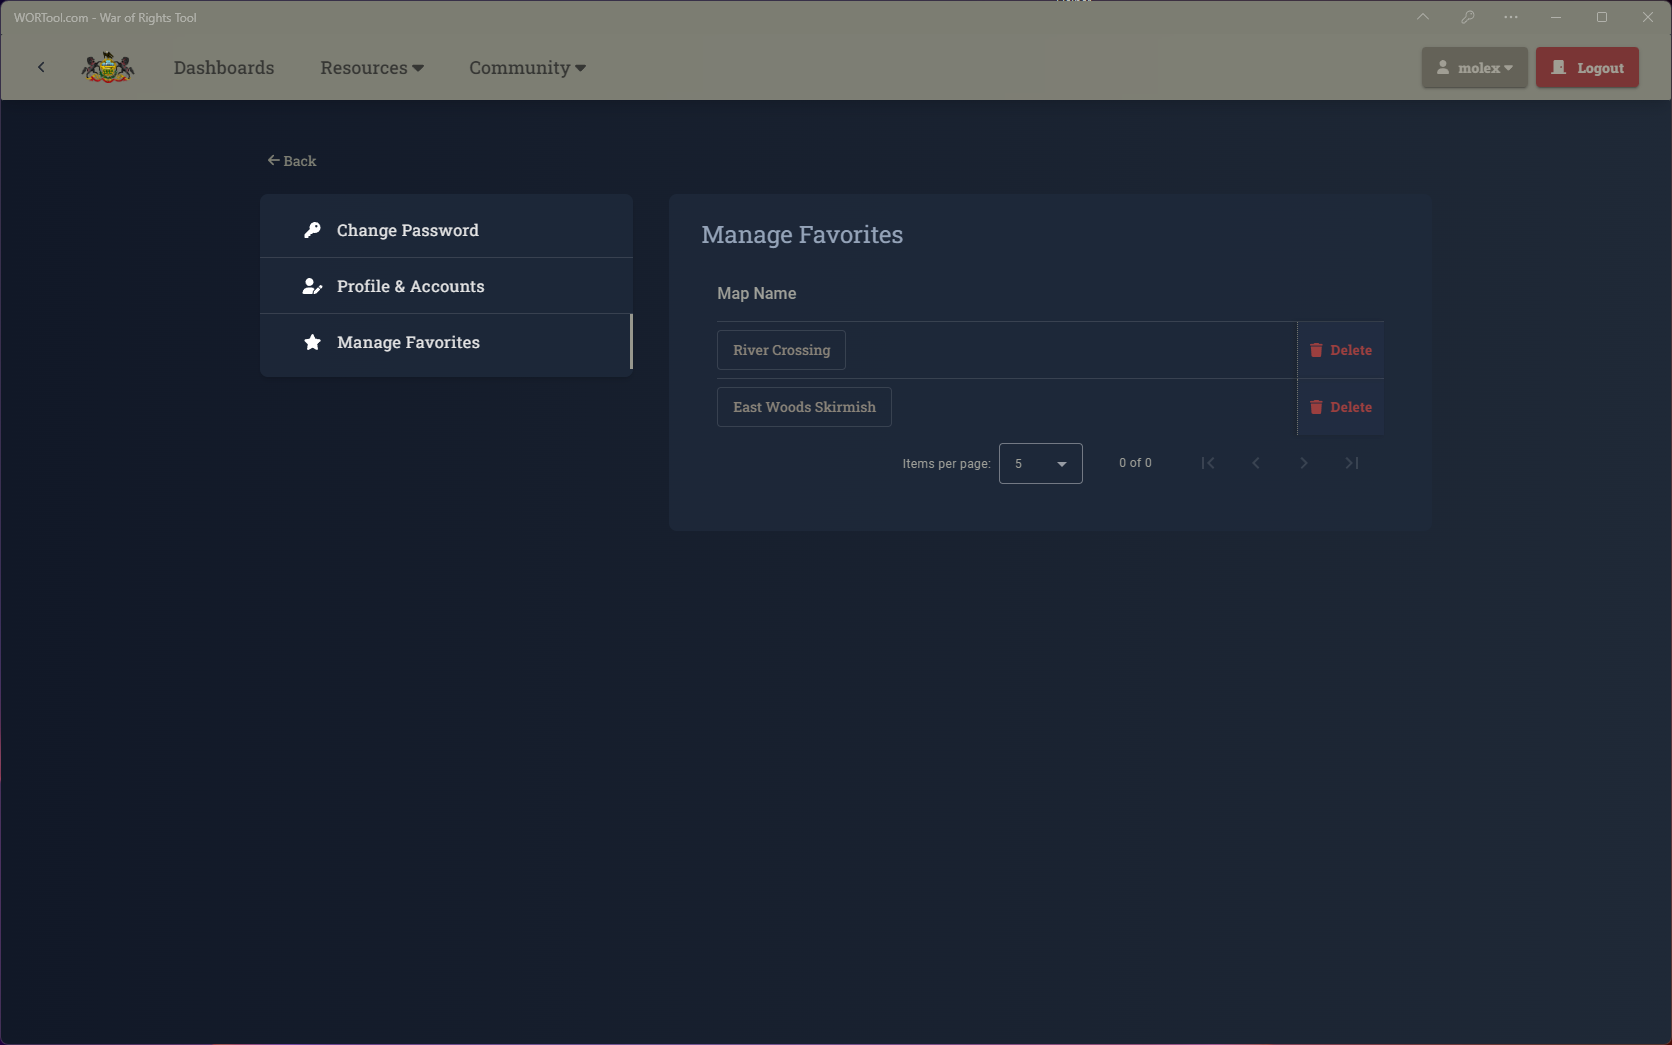 WORTool.com - War of Rights Tool
Dashboards
Resources
Community
molex
Logout
Back
Change Password
Profile & Accounts
Manage Favorites
Manage Favorites
Map Name
River Crossing
Delete
East Woods Skirmish
Delete
Items per page:
5
0 of 0